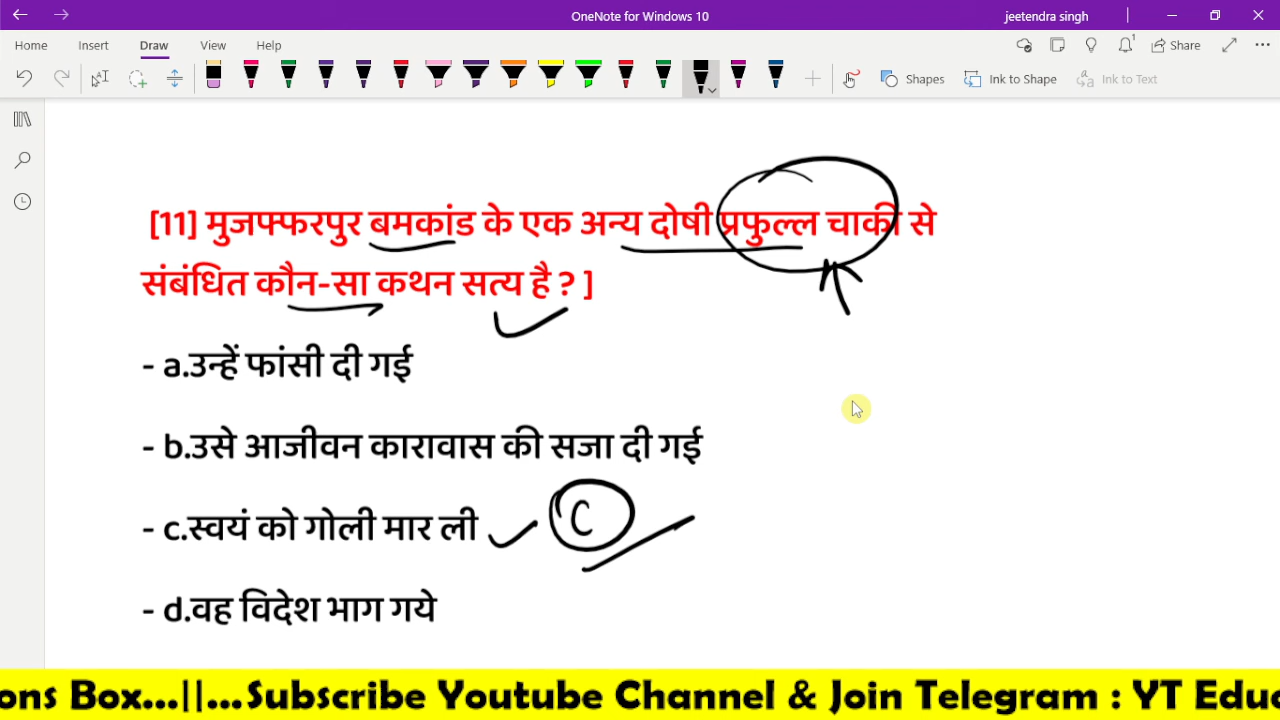 OneNote for Windows 10
jeetendra singh
Home Insert Draw View Help
Share
Shapes Ink to Shape Ink to Text
[11] मुजफ्फरपुर बमकांड के एक अन्य दोषी प्रफुल्ल चाकी से
संबंधित कौन-सा कथन सत्य है ? ]
- a.उन्हें फांसी दी गई
- b.उसे आजीवन कारावास की सजा दी गई
- c.स्वयं को गोली मार ली
C
- d.वह विदेश भाग गये
ons Box...||...Subscribe Youtube Channel & Join Telegram : YT Educ